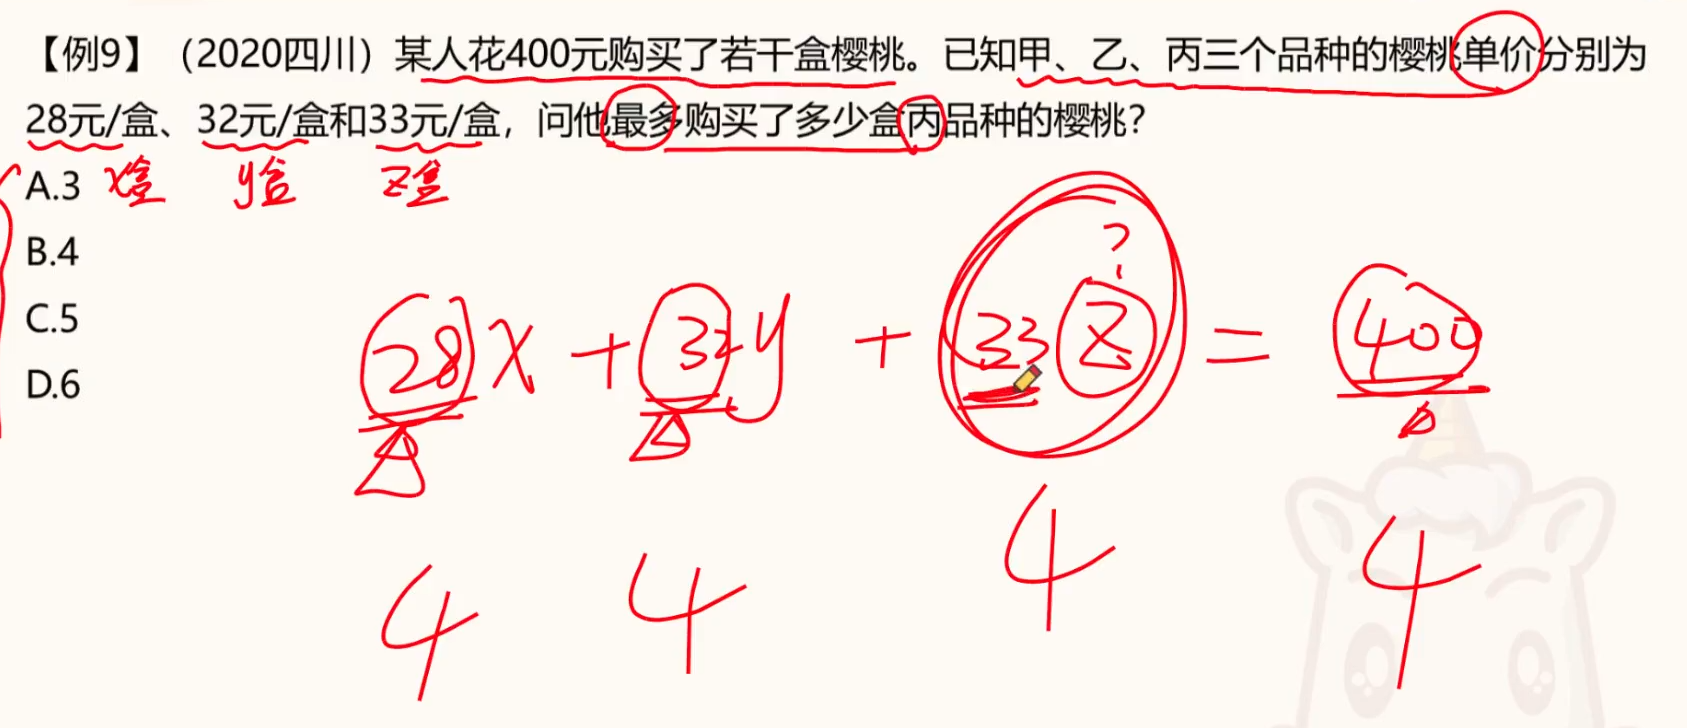 【例9】（2020四川）某人花400元购买了若干盒樱桃。已知甲、乙、丙三个品种的樱桃单价分别为
28元/盒、32元/盒和33元/盒，问他最多购买了多少盒丙品种的樱桃？
A.3 x盒 y盒 z盒
B.4
C.5
D.6
?
28x + 32y + 33z = 400
4 4 4 4